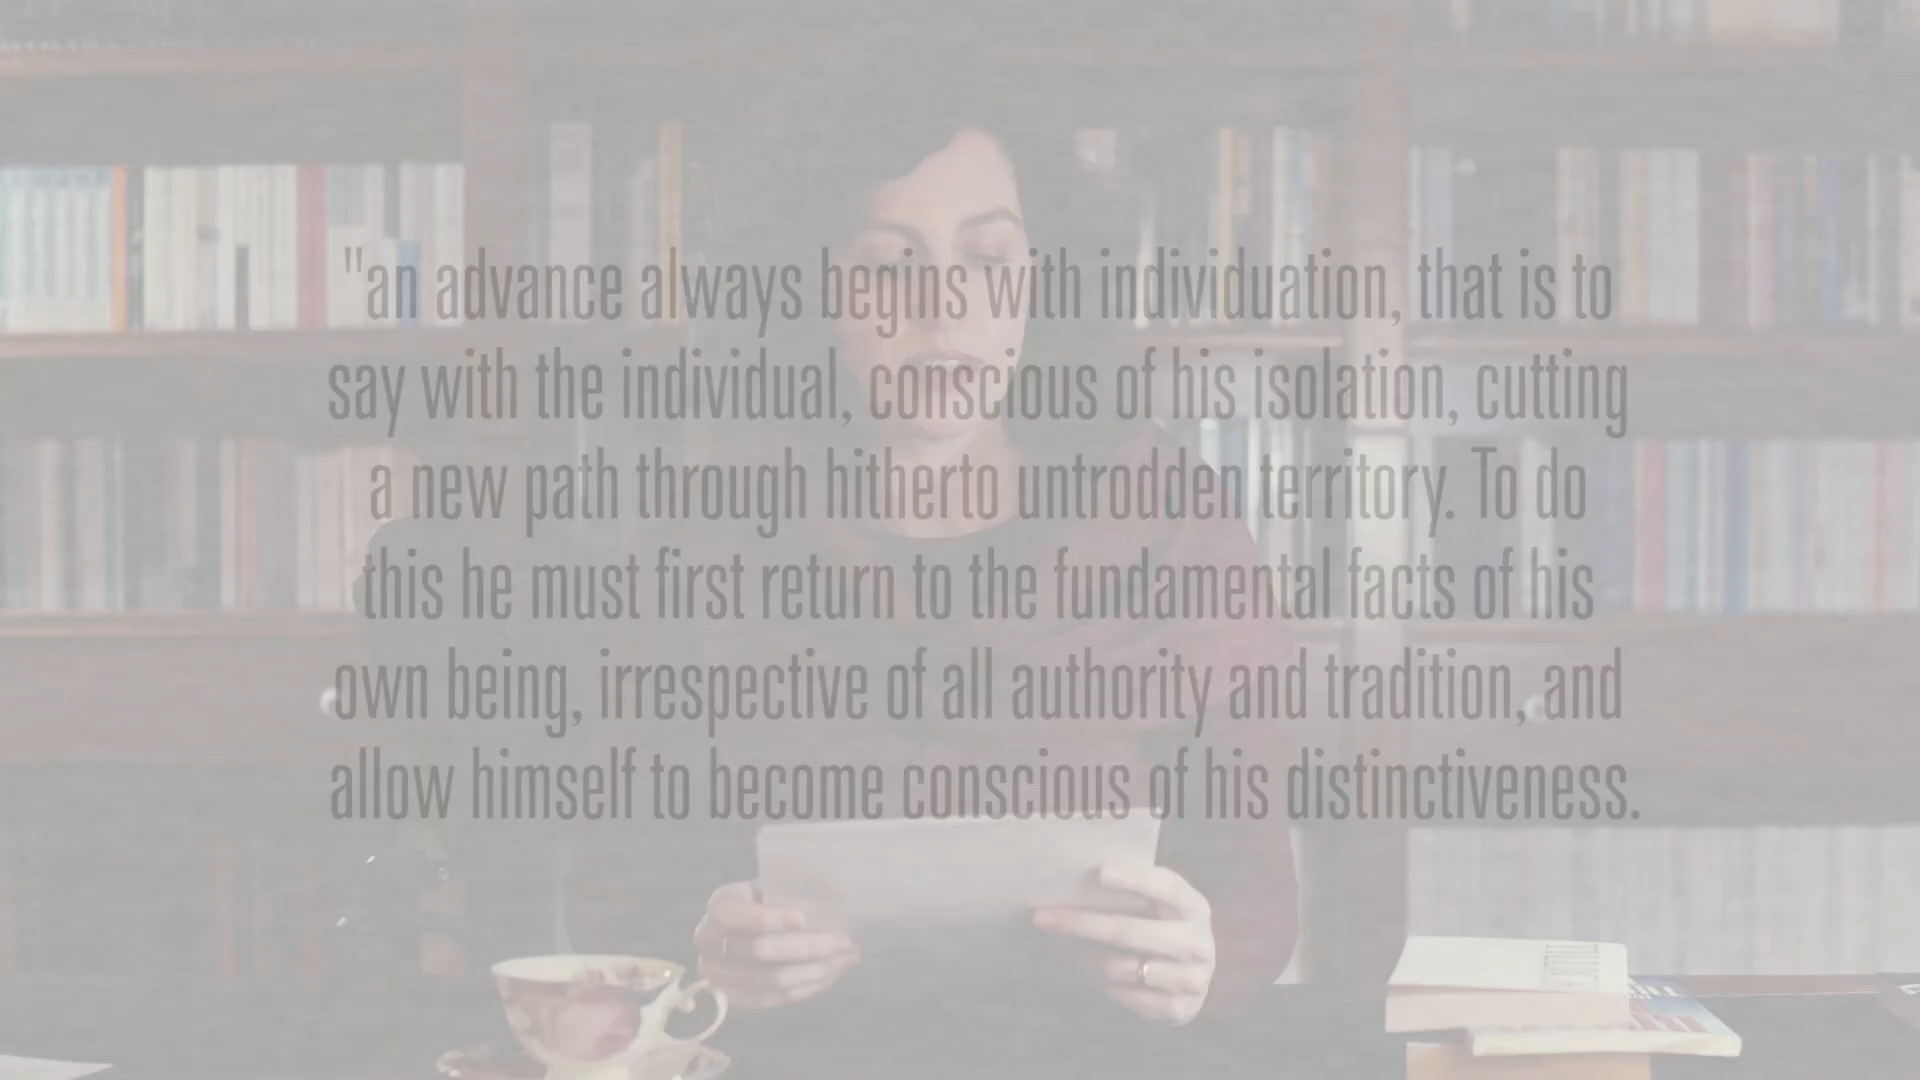 "an advance always begins with individuation, that is to
say with the individual, conscious of his isolation, cutting
a new path through hitherto untrodden territory. To do
this he must first return to the fundamental facts of his
own being, irrespective of all authority and tradition, and
allow himself to become conscious of his distinctiveness.